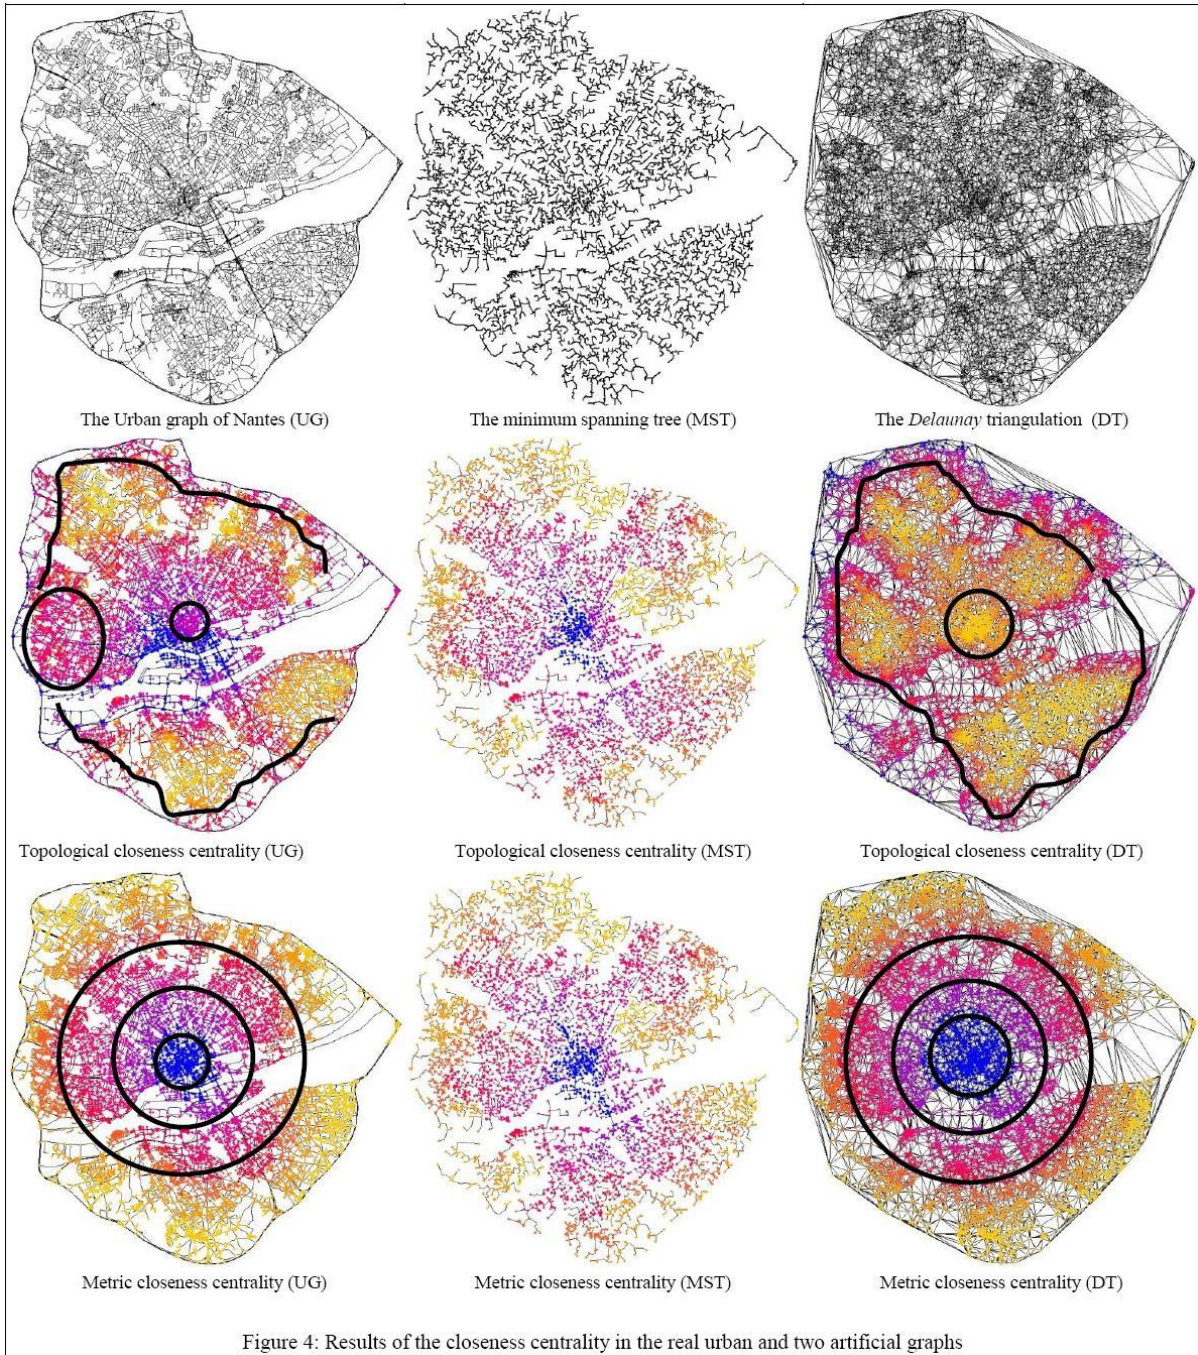 The Urban graph of Nantes (UG)
The minimum spanning tree (MST)
The Delaunay triangulation (DT)
Topological closeness centrality (UG)
Topological closeness centrality (MST)
Topological closeness centrality (DT)
Metric closeness centrality (UG)
Metric closeness centrality (MST)
Metric closeness centrality (DT)
Figure 4: Results of the closeness centrality in the real urban and two artificial graphs